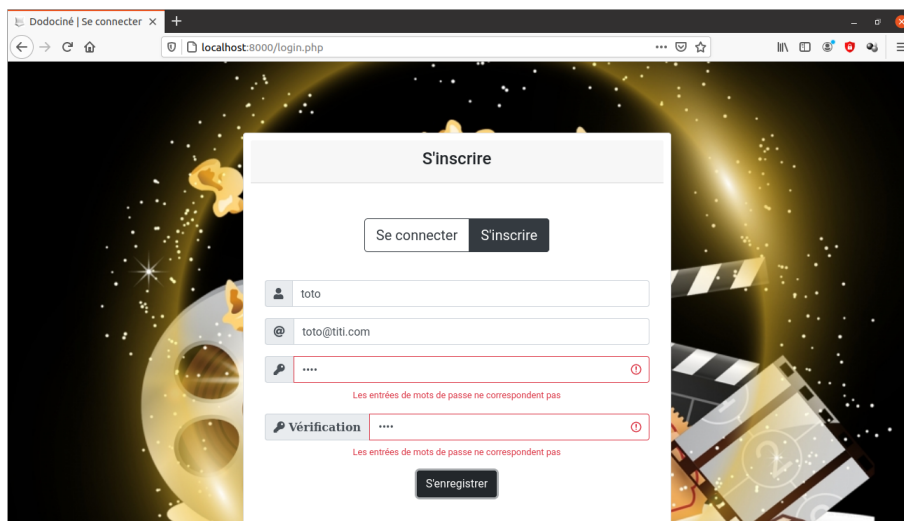 Dodociné | Se connecter
localhost:8000/login.php
S'inscrire
Se connecter S'inscrire
toto
@ toto@titi.com
••••
Les entrées de mots de passe ne correspondent pas
Vérification ••••
Les entrées de mots de passe ne correspondent pas
S'enregistrer